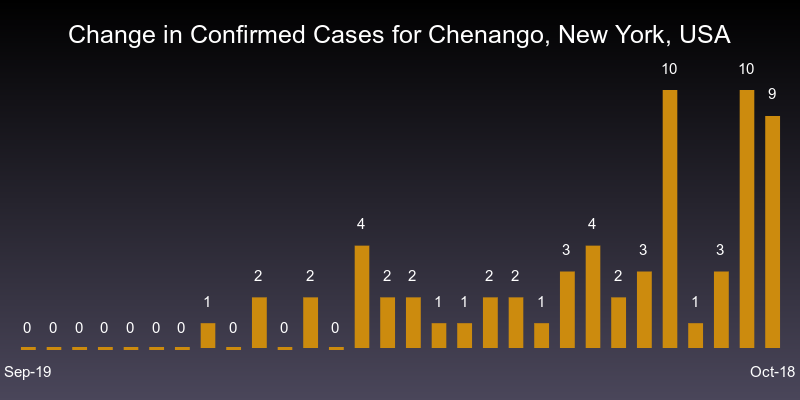 Change in Confirmed Cases for Chenango, New York, USA
0 0 0 0 0 0 0 1 0 2 0 2 0 4 2 2 1 1 2 2 1 3 4 2 3 10 1 3 10 9
Sep-19 Oct-18